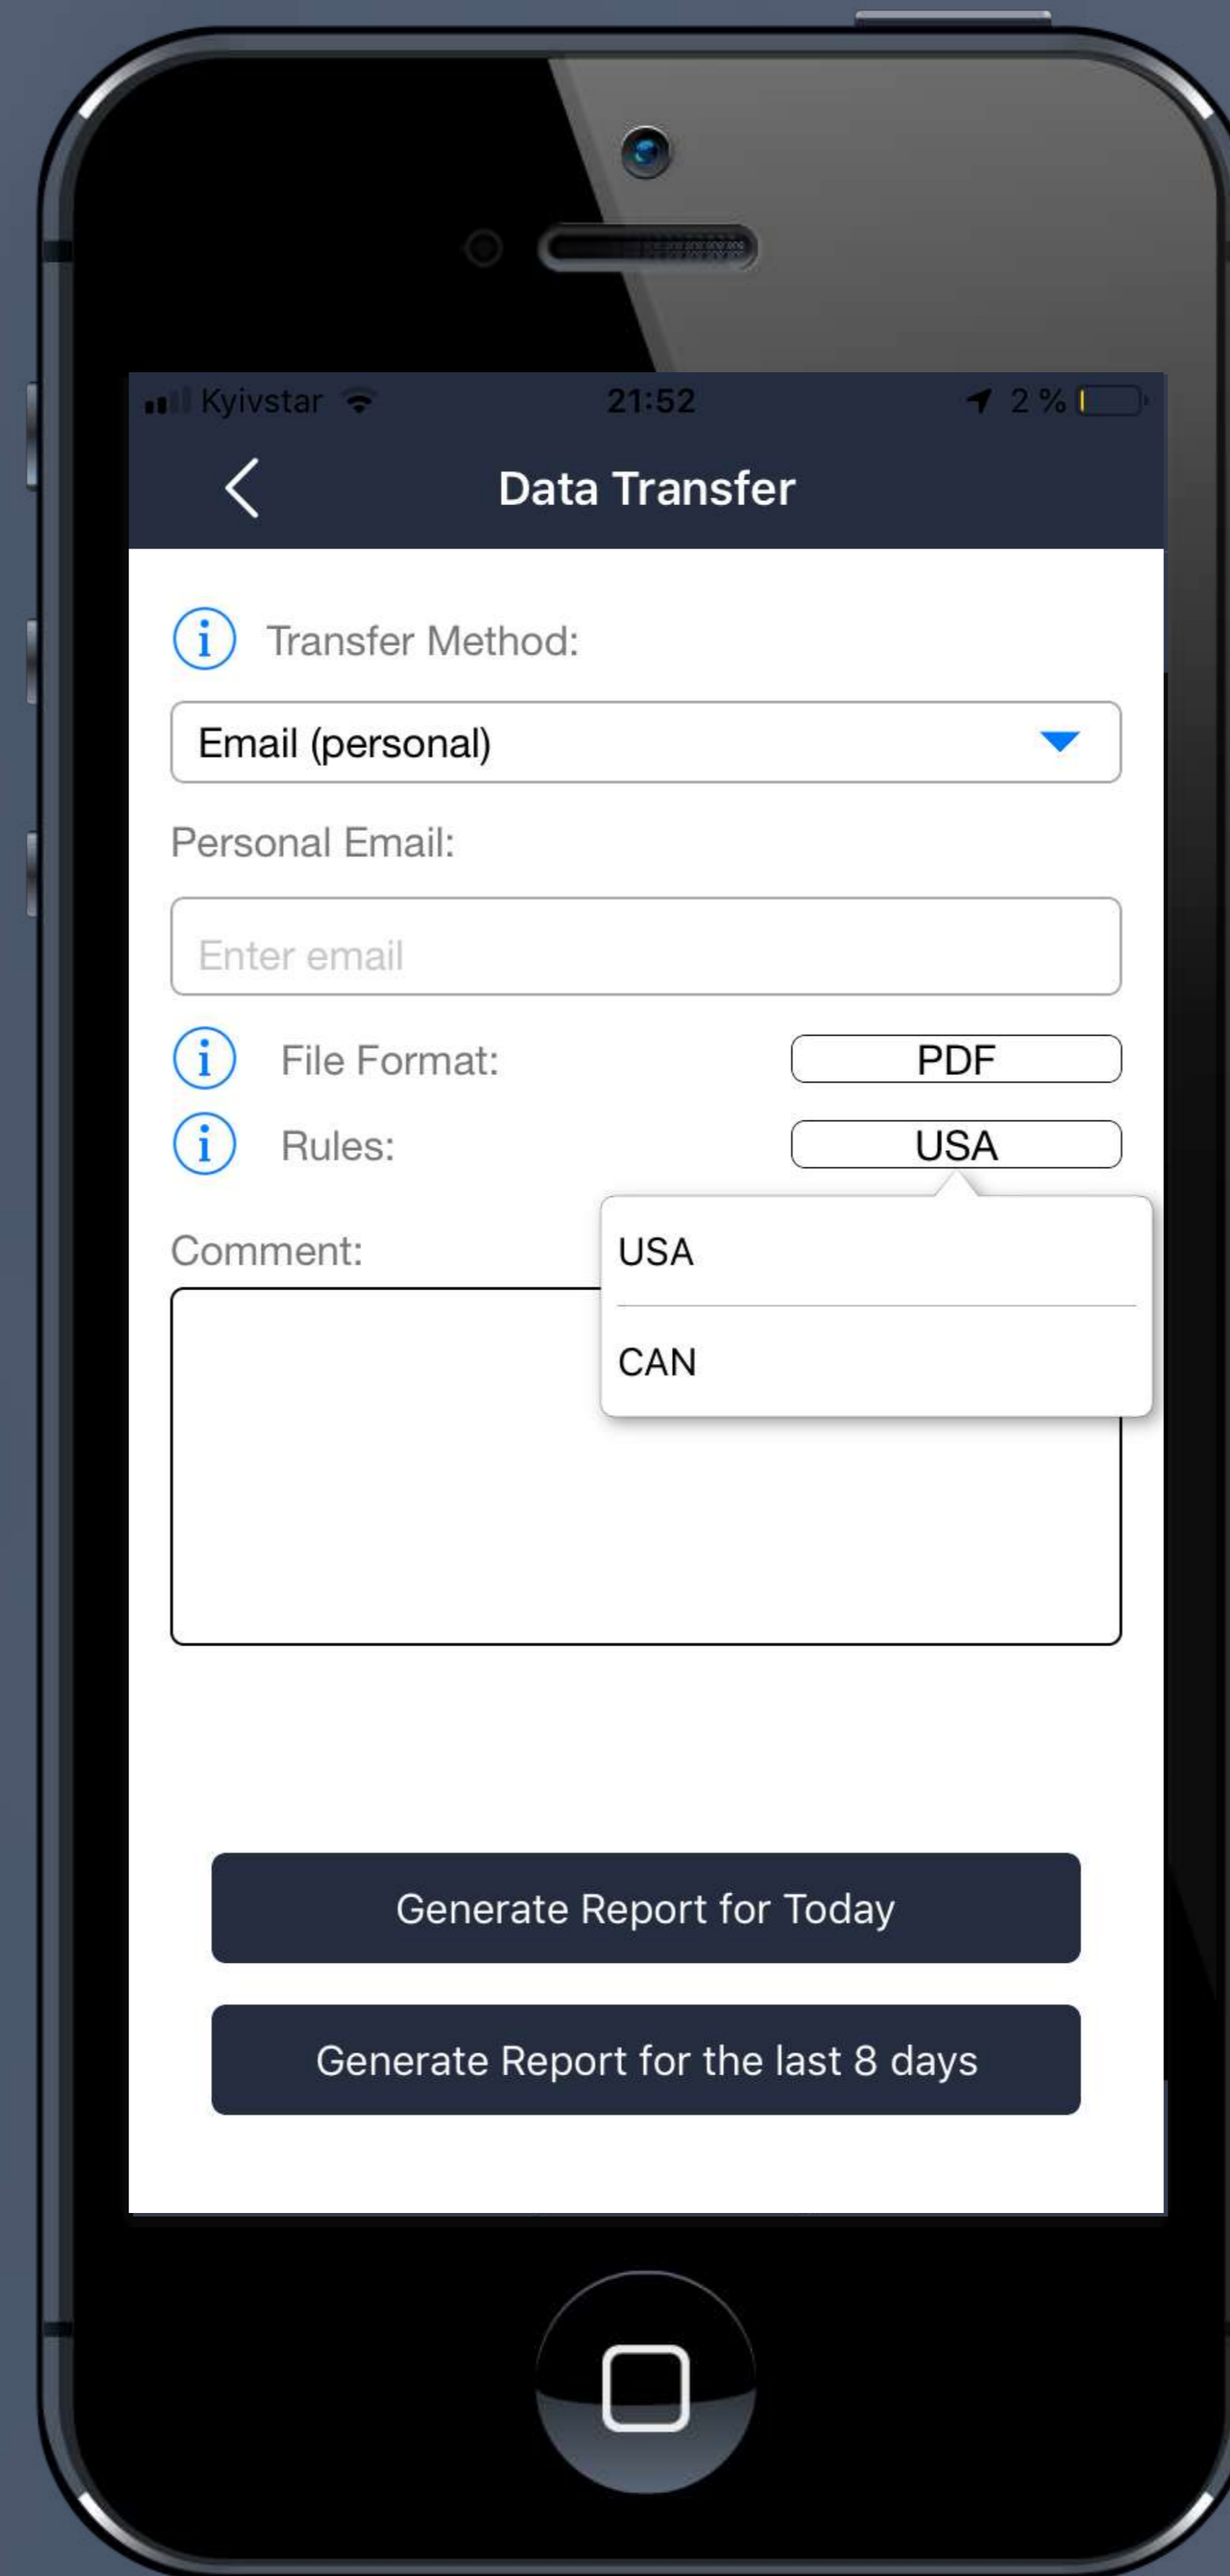 Kyivstar 21:52 2 %
Data Transfer
i Transfer Method:
Email (personal)
Personal Email:
Enter email
i File Format: PDF
i Rules: USA
USA
Comment:
CAN
Generate Report for Today
Generate Report for the last 8 days